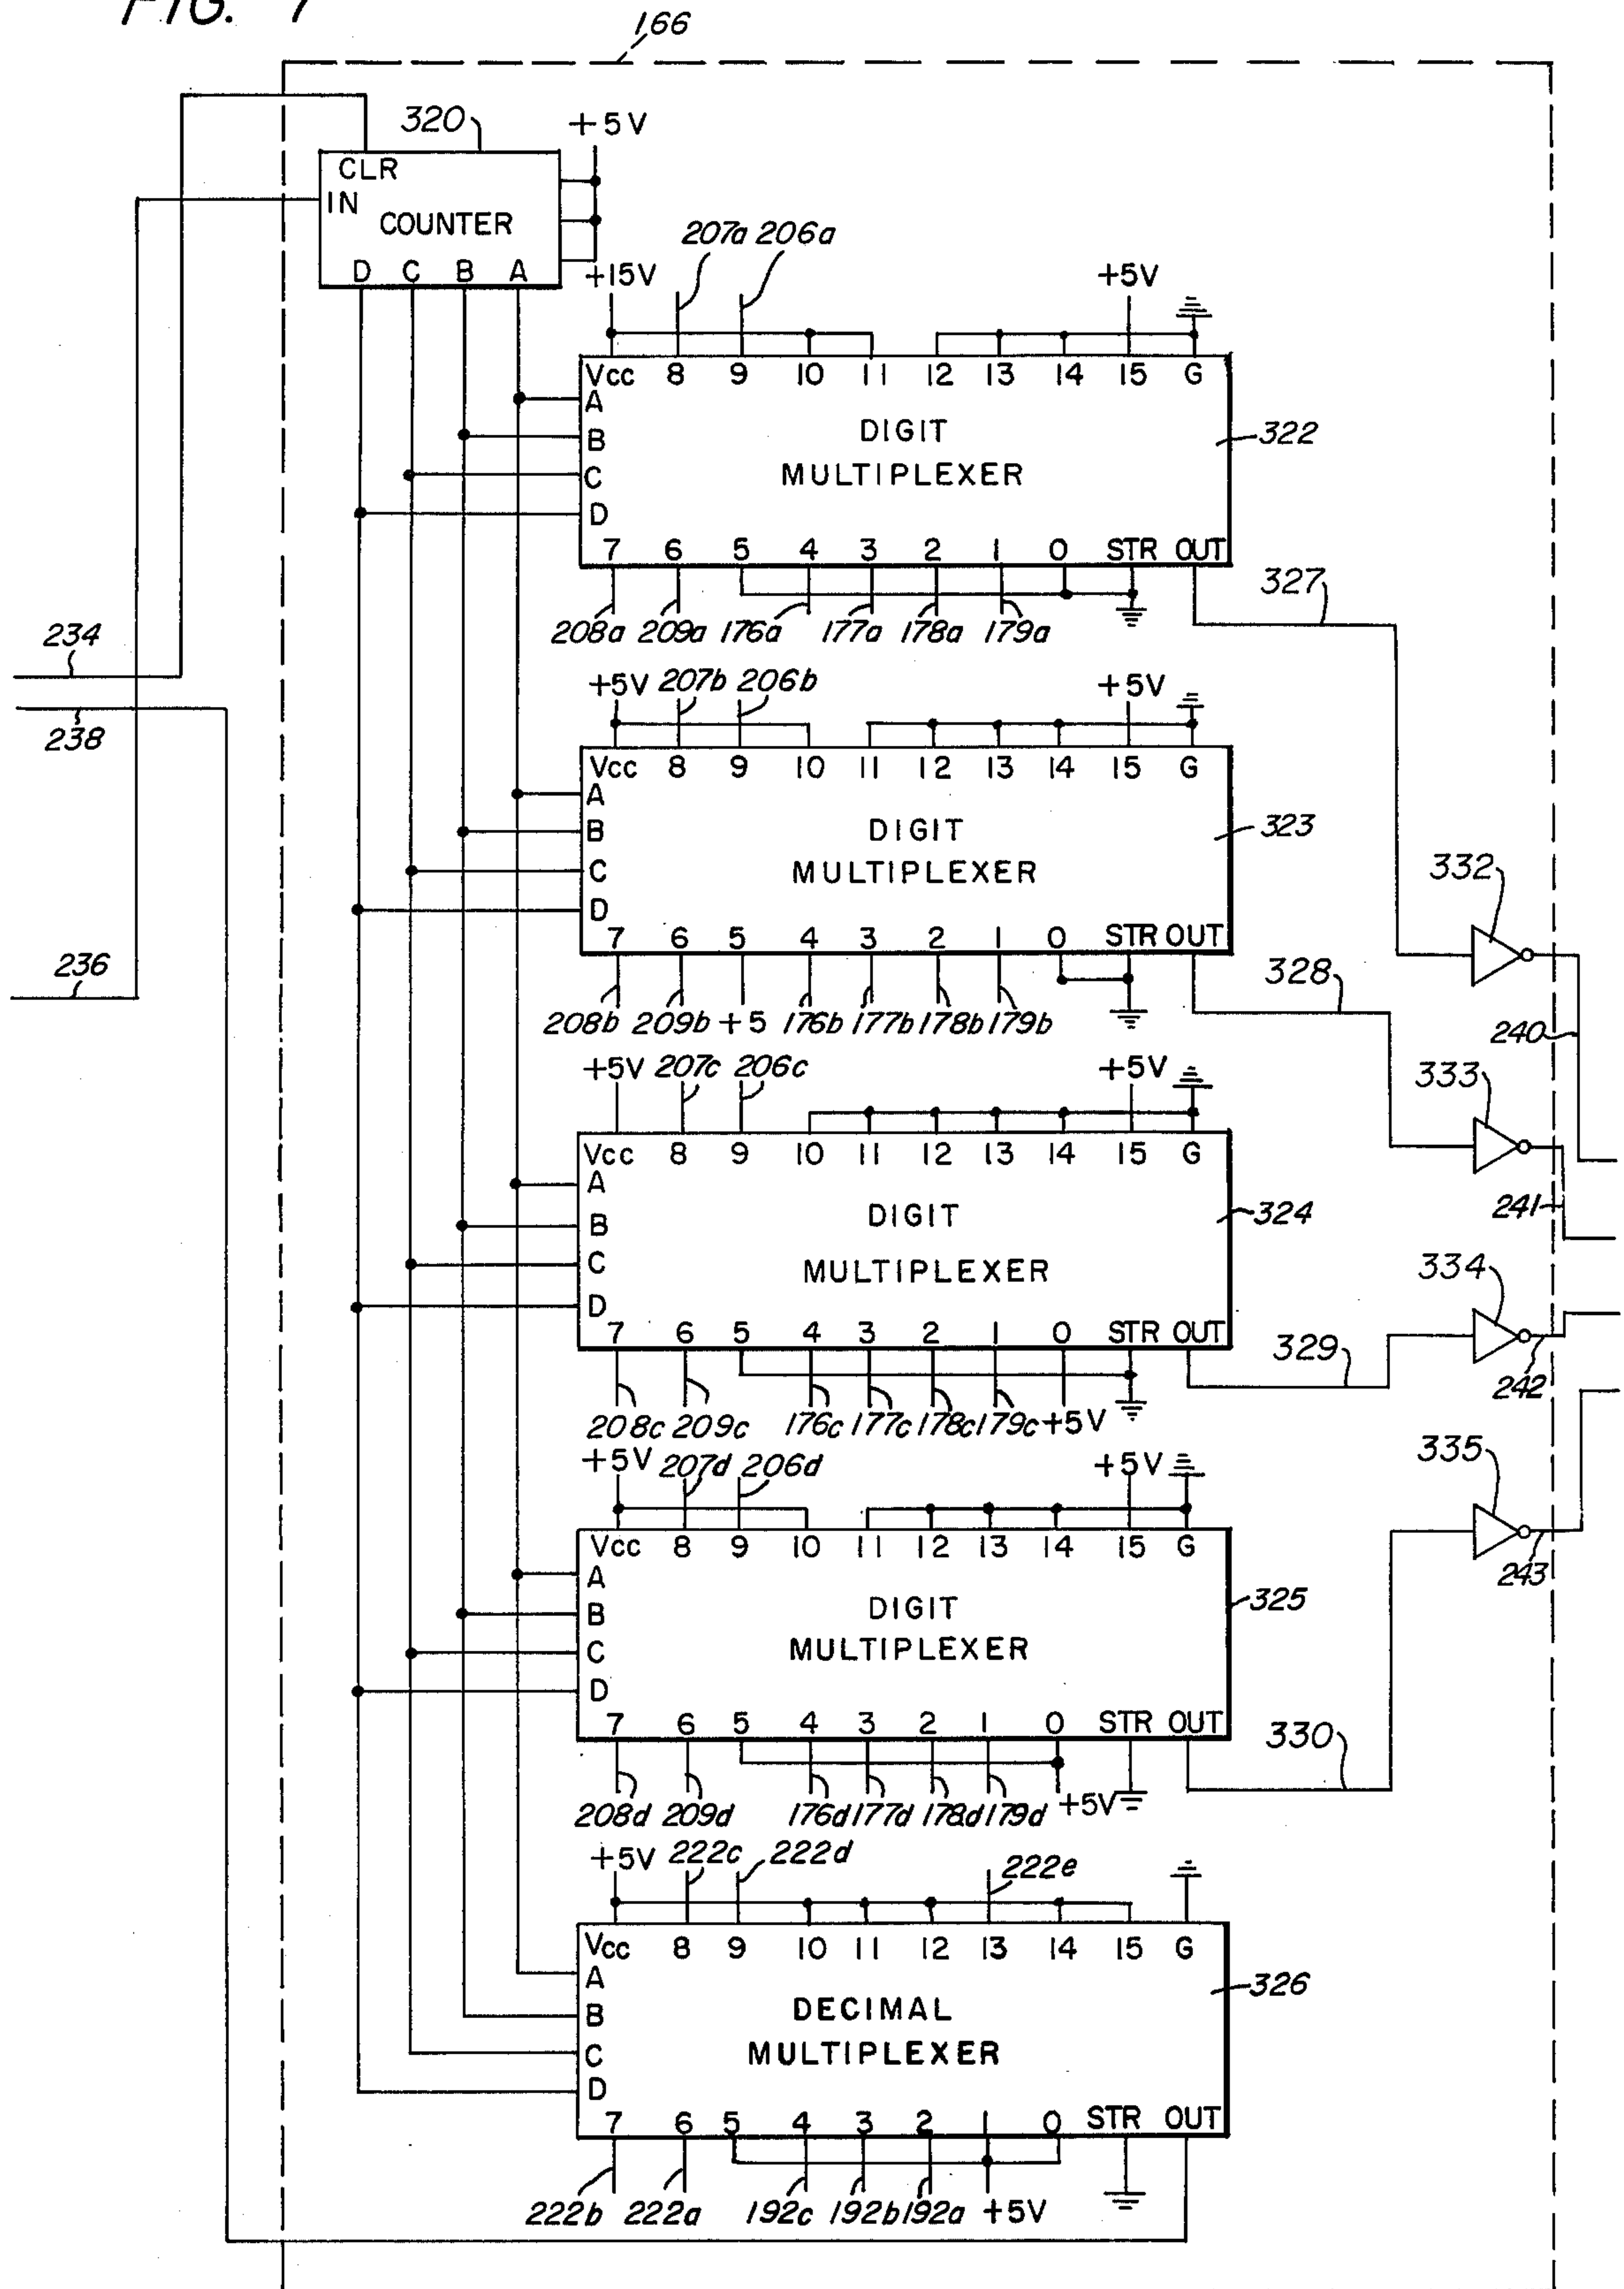 FIG. 7
166
320
+5V
CLR
IN
COUNTER
D C B A
207a 206a
+15V +5V
Vcc 8 9 10 11 12 13 14 15 G
A
B
C
D
DIGIT
MULTIPLEXER
322
7 6 5 4 3 2 1 0 STR OUT
208a 209a 176a 177a 178a 179a
327
234
238
236
+5V 207b 206b +5V
Vcc 8 9 10 11 12 13 14 15 G
A
B
C
D
DIGIT
MULTIPLEXER
323
7 6 5 4 3 2 1 0 STR OUT
208b 209b +5 176b 177b 178b 179b
328
332
240
+5V 207c 206c +5V
Vcc 8 9 10 11 12 13 14 15 G
A
B
C
D
DIGIT
MULTIPLEXER
324
333
241
7 6 5 4 3 2 1 0 STR OUT
208c 209c 176c 177c 178c 179c +5V
329
334
242
+5V 207d 206d +5V
Vcc 8 9 10 11 12 13 14 15 G
A
B
C
D
DIGIT
MULTIPLEXER
325
335
243
7 6 5 4 3 2 1 0 STR OUT
208d 209d 176d 177d 178d 179d +5V
330
+5V 222c 222d 222e
Vcc 8 9 10 11 12 13 14 15 G
A
B
C
D
DECIMAL
MULTIPLEXER
326
7 6 5 4 3 2 1 0 STR OUT
222b 222a 192c 192b 192a +5V